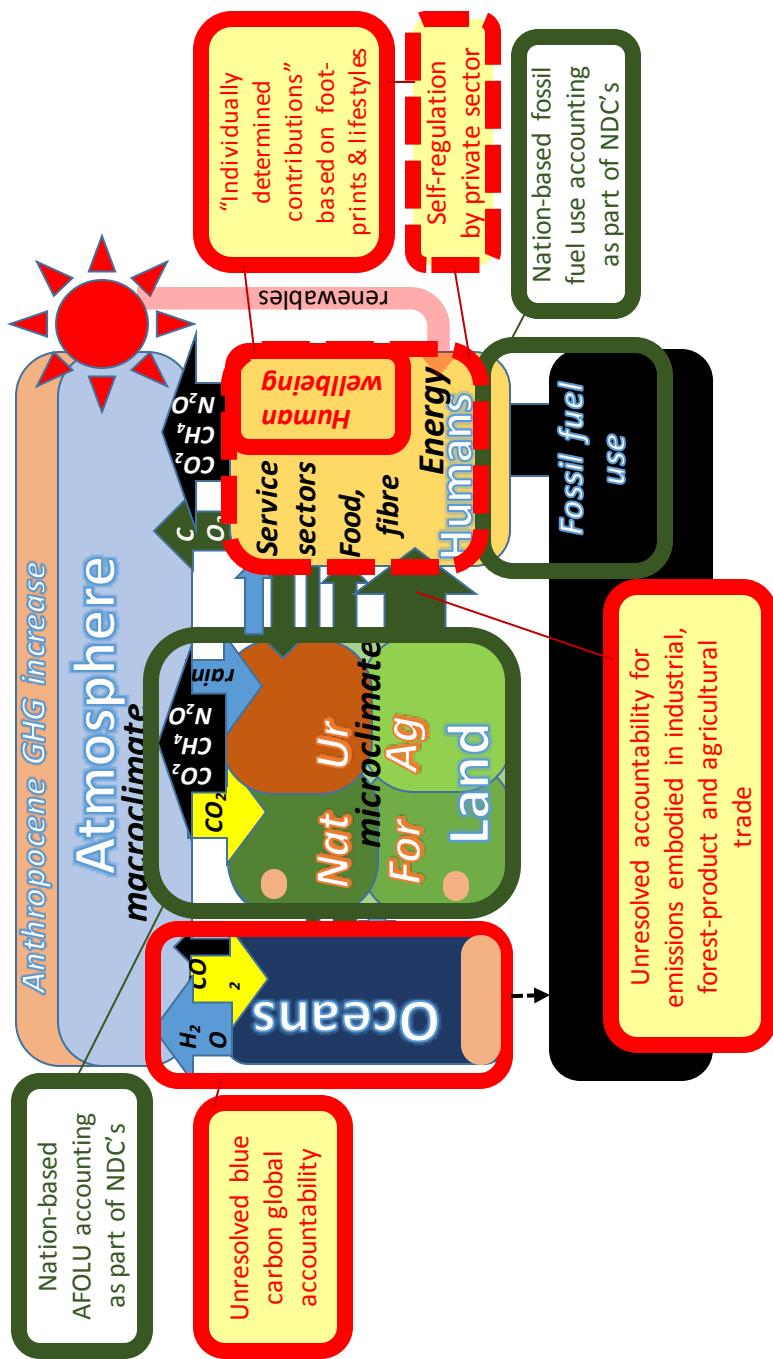 Anthropocene GHG increase
Atmosphere
macroclimate
Nation-based
AFOLU accounting
as part of NDC's
Unresolved blue
carbon global
accountability
H2
O
CO
2
Oceans
CO2
CO2 CH4 N2O
rain
Nat
Ur
microclimate
For
Ag
Land
C
O2
CO2 CH4 N2O
Service
sectors
Food,
fibre
Energy
Humans
Human
wellbeing
renewables
Fossil fuel
use
"Individually
determined
contributions"
based on foot-
prints & lifestyles
Self-regulation
by private sector
Nation-based fossil
fuel use accounting
as part of NDC's
Unresolved accountability for
emissions embodied in industrial,
forest-product and agricultural
trade